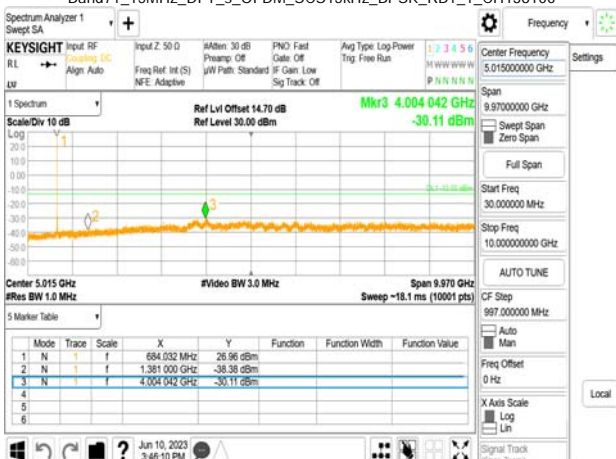 Spectrum Analyzer 1
Swept SA
Frequency
KEYSIGHT
RL
Input: RF
Coupling: DC
Align: Auto
Input Z: 50 Ω
Freq Ref: Int (S)
NFE: Adaptive
#Atten: 30 dB
Preamp: Off
µW Path: Standard
PNO: Fast
Gate: Off
IF Gain: Low
Sig Track: Off
Avg Type: Log-Power
Trig: Free Run
1 2 3 4 5 6
M W W W W W
P N N N N N
Center Frequency
5.015000000 GHz
Settings
Span
9.97000000 GHz
Swept Span
Zero Span
Full Span
Start Freq
30.000000 MHz
Stop Freq
10.000000000 GHz
AUTO TUNE
CF Step
997.000000 MHz
Auto
Man
Freq Offset
0 Hz
X Axis Scale
Log
Lin
Signal Track
Local
1 Spectrum
Scale/Div 10 dB
Ref Lvl Offset 14.70 dB
Ref Level 30.00 dBm
Mkr3 4.004 042 GHz
-30.11 dBm
Log
20.0
10.0
0.00
-10.0
-20.0
-30.0
-40.0
-50.0
-60.0
1
2
3
Center 5.015 GHz
#Res BW 1.0 MHz
#Video BW 3.0 MHz
Span 9.970 GHz
Sweep ~18.1 ms (10001 pts)
5 Marker Table
Mode Trace Scale X Y Function Function Width Function Value
1 N 1 f 684.032 MHz 26.96 dBm
2 N 1 f 1.381 000 GHz -38.38 dBm
3 N 1 f 4.004 042 GHz -30.11 dBm
4
5
6
Jun 10, 2023
3:46:10 PM